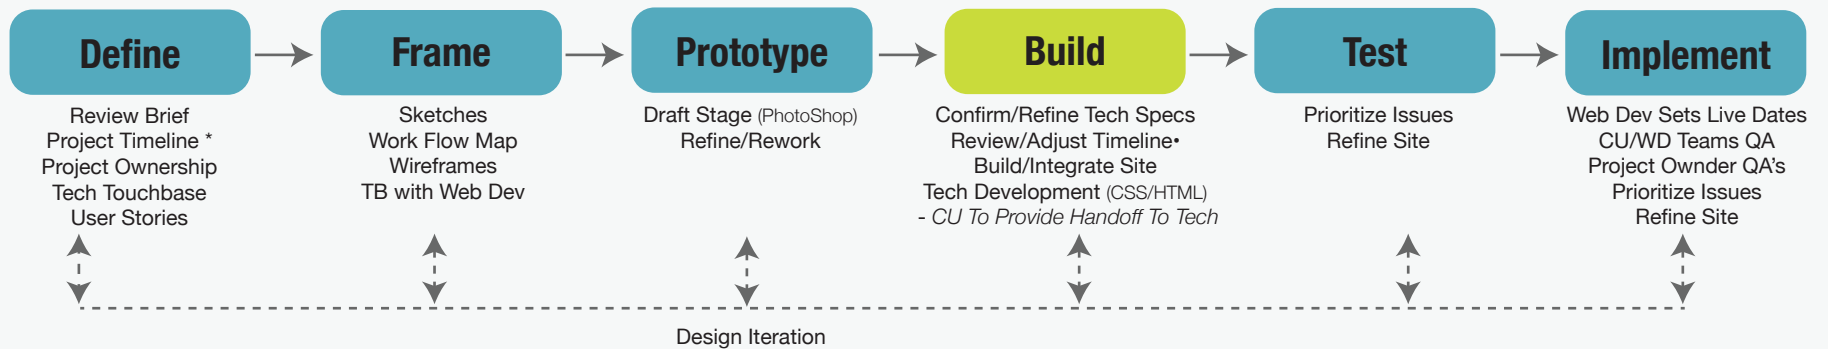 Define
Frame
Prototype
Build
Test
Implement
Review Brief
Project Timeline *
Project Ownership
Tech Touchbase
User Stories
Sketches
Work Flow Map
Wireframes
TB with Web Dev
Draft Stage (PhotoShop)
Refine/Rework
Confirm/Refine Tech Specs
Review/Adjust Timeline•
Build/Integrate Site
Tech Development (CSS/HTML)
- CU To Provide Handoff To Tech
Prioritize Issues
Refine Site
Web Dev Sets Live Dates
CU/WD Teams QA
Project Ownder QA's
Prioritize Issues
Refine Site
Design Iteration